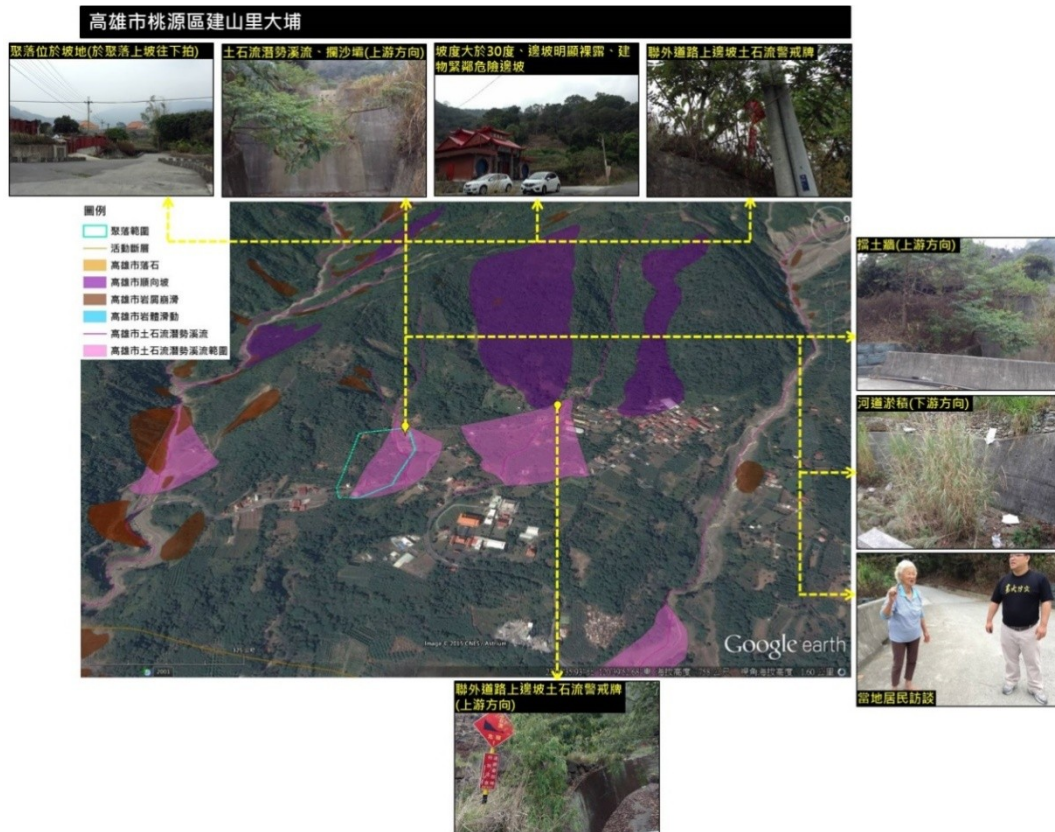 高雄市桃源區建山里大埔
聚落位於坡地(於聚落上坡往下拍)
土石流潛勢溪流、攔沙壩(上游方向)
坡度大於30度、邊坡明顯裸露、建
物緊鄰危險邊坡
聯外道路上邊坡土石流警戒牌
圖例
聚落範圍
活動斷層
高雄市落石
高雄市順向坡
高雄市岩屑崩滑
高雄市岩體滑動
高雄市土石流潛勢溪流
高雄市土石流潛勢溪流範圍
擋土牆(上游方向)
河道淤積(下游方向)
當地居民訪談
Image © 2015 CNES / Astrium
Google earth
2003
聯外道路上邊坡土石流警戒牌
(上游方向)